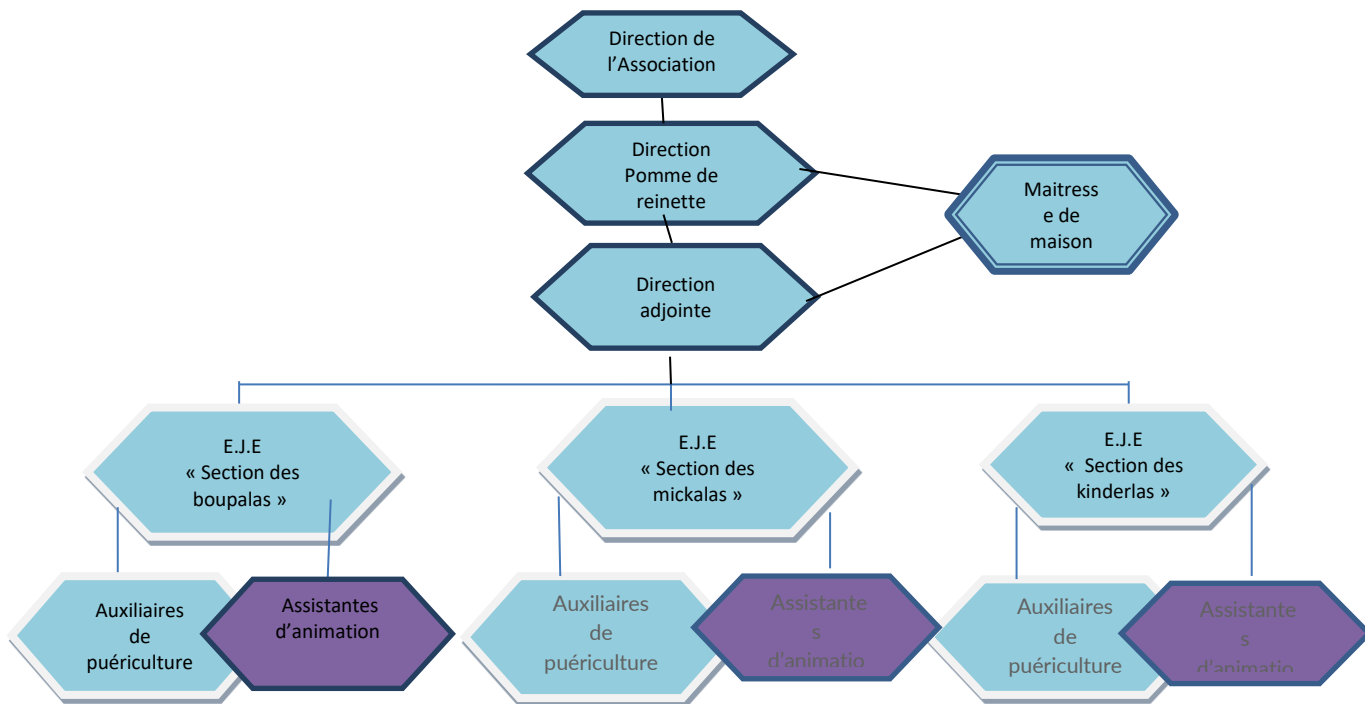 Direction de
l'Association
Direction
Pomme de
reinette
Maitress
e de
maison
Direction
adjointe
E.J.E
« Section des
boupalas »
E.J.E
« Section des
mickalas »
E.J.E
«  Section des
kinderlas »
Auxiliaires
de
puériculture
Assistantes
d'animation
Auxiliaires
de
puériculture
Assistante
s
d'animatio
Auxiliaires
de
puériculture
Assistante
s
d'animatio